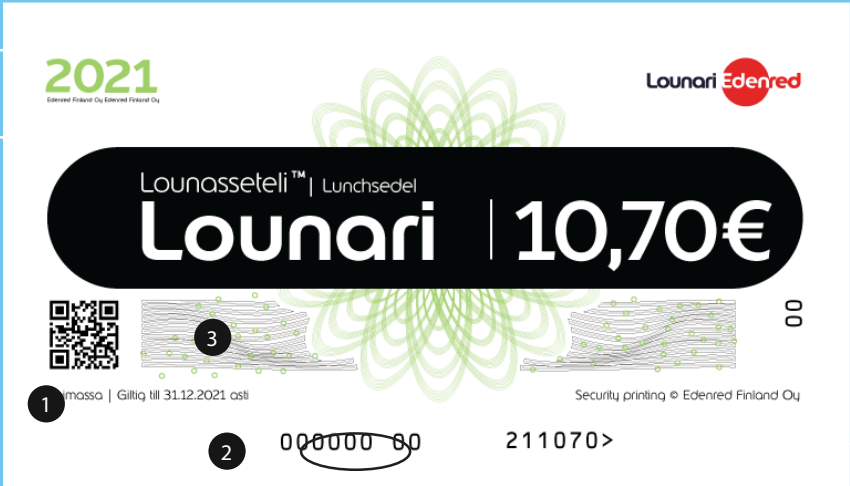 2021
Edenred Finland Oy Edenred Finland Oy
Lounari Edenred
Lounasseteli™ | Lunchsedel
Lounari | 10,70€
00
3
1
imassa | Giltig till 31.12.2021 asti
Security printing © Edenred Finland Oy
2
000000 00
211070>